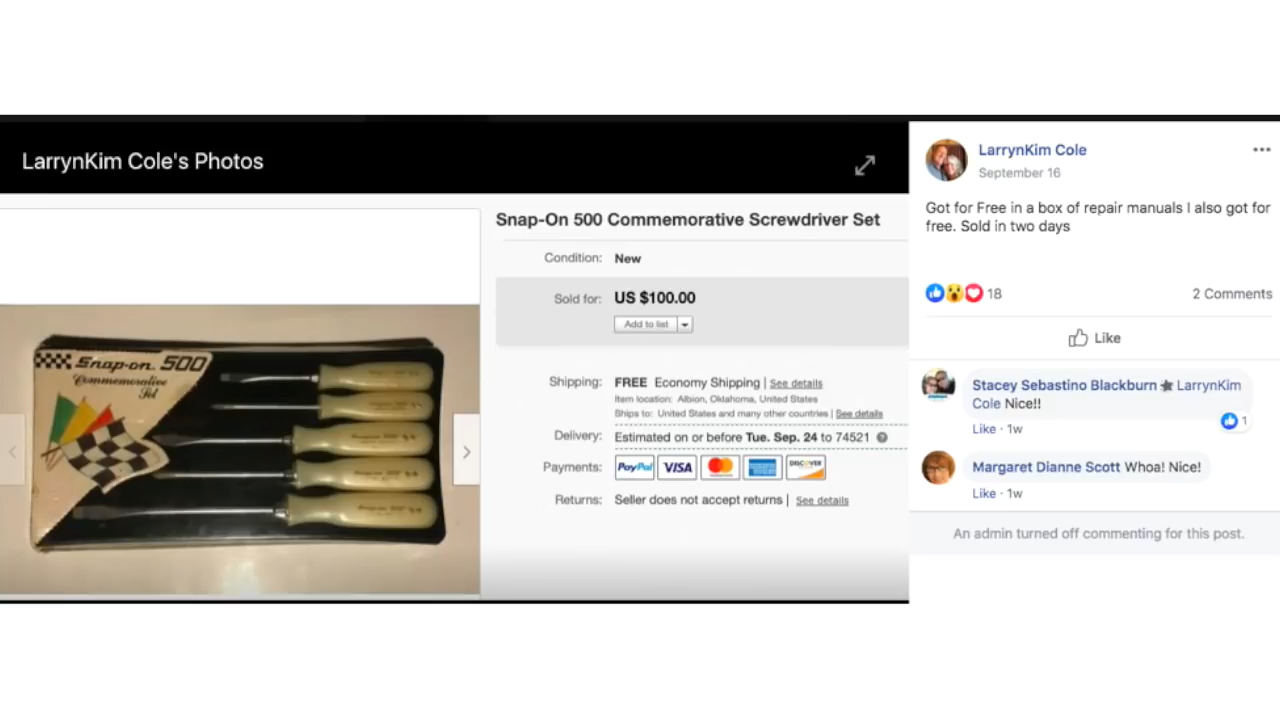 LarrynKim Cole's Photos
Snap-on 500
Commemorative
Set
Snap-On 500 Commemorative Screwdriver Set
Condition: New
Sold for: US $100.00
Add to list
Shipping: FREE Economy Shipping | See details
Item location: Albion, Oklahoma, United States
Ships to: United States and many other countries | See details
Delivery: Estimated on or before Tue. Sep. 24 to 74521
Payments: PayPal VISA MasterCard AMERICAN EXPRESS DISCOVER
Returns: Seller does not accept returns | See details
LarrynKim Cole
September 16
Got for Free in a box of repair manuals I also got for
free. Sold in two days
18 2 Comments
Like
Stacey Sebastino Blackburn LarrynKim
Cole Nice!!
1
Like · 1w
Margaret Dianne Scott Whoa! Nice!
Like · 1w
An admin turned off commenting for this post.